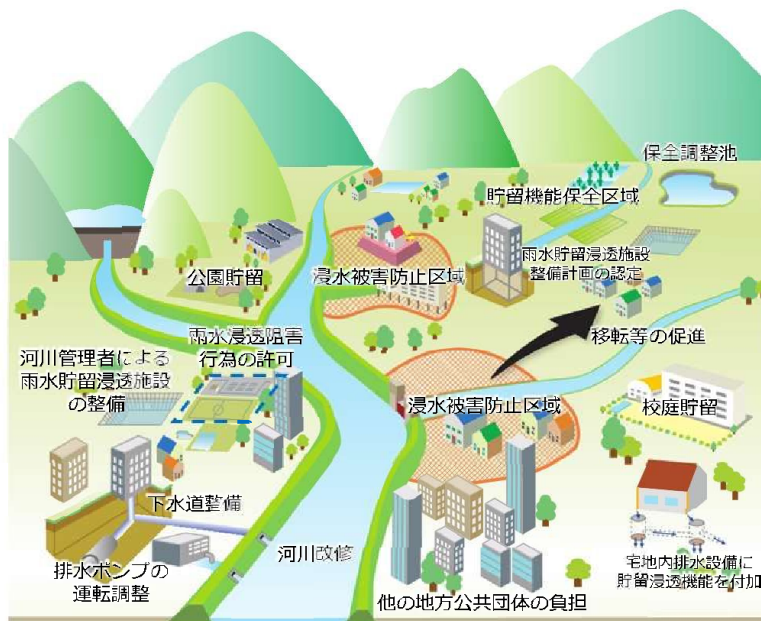 保全調整池
貯留機能保全区域
公園貯留
浸水被害防止区域
雨水貯留浸透施設
整備計画の認定
雨水浸透阻害
行為の許可
移転等の促進
河川管理者による
雨水貯留浸透施設
の整備
浸水被害防止区域
校庭貯留
下水道整備
河川改修
排水ポンプの
運転調整
宅地内排水設備に
貯留浸透機能を付加
他の地方公共団体の負担